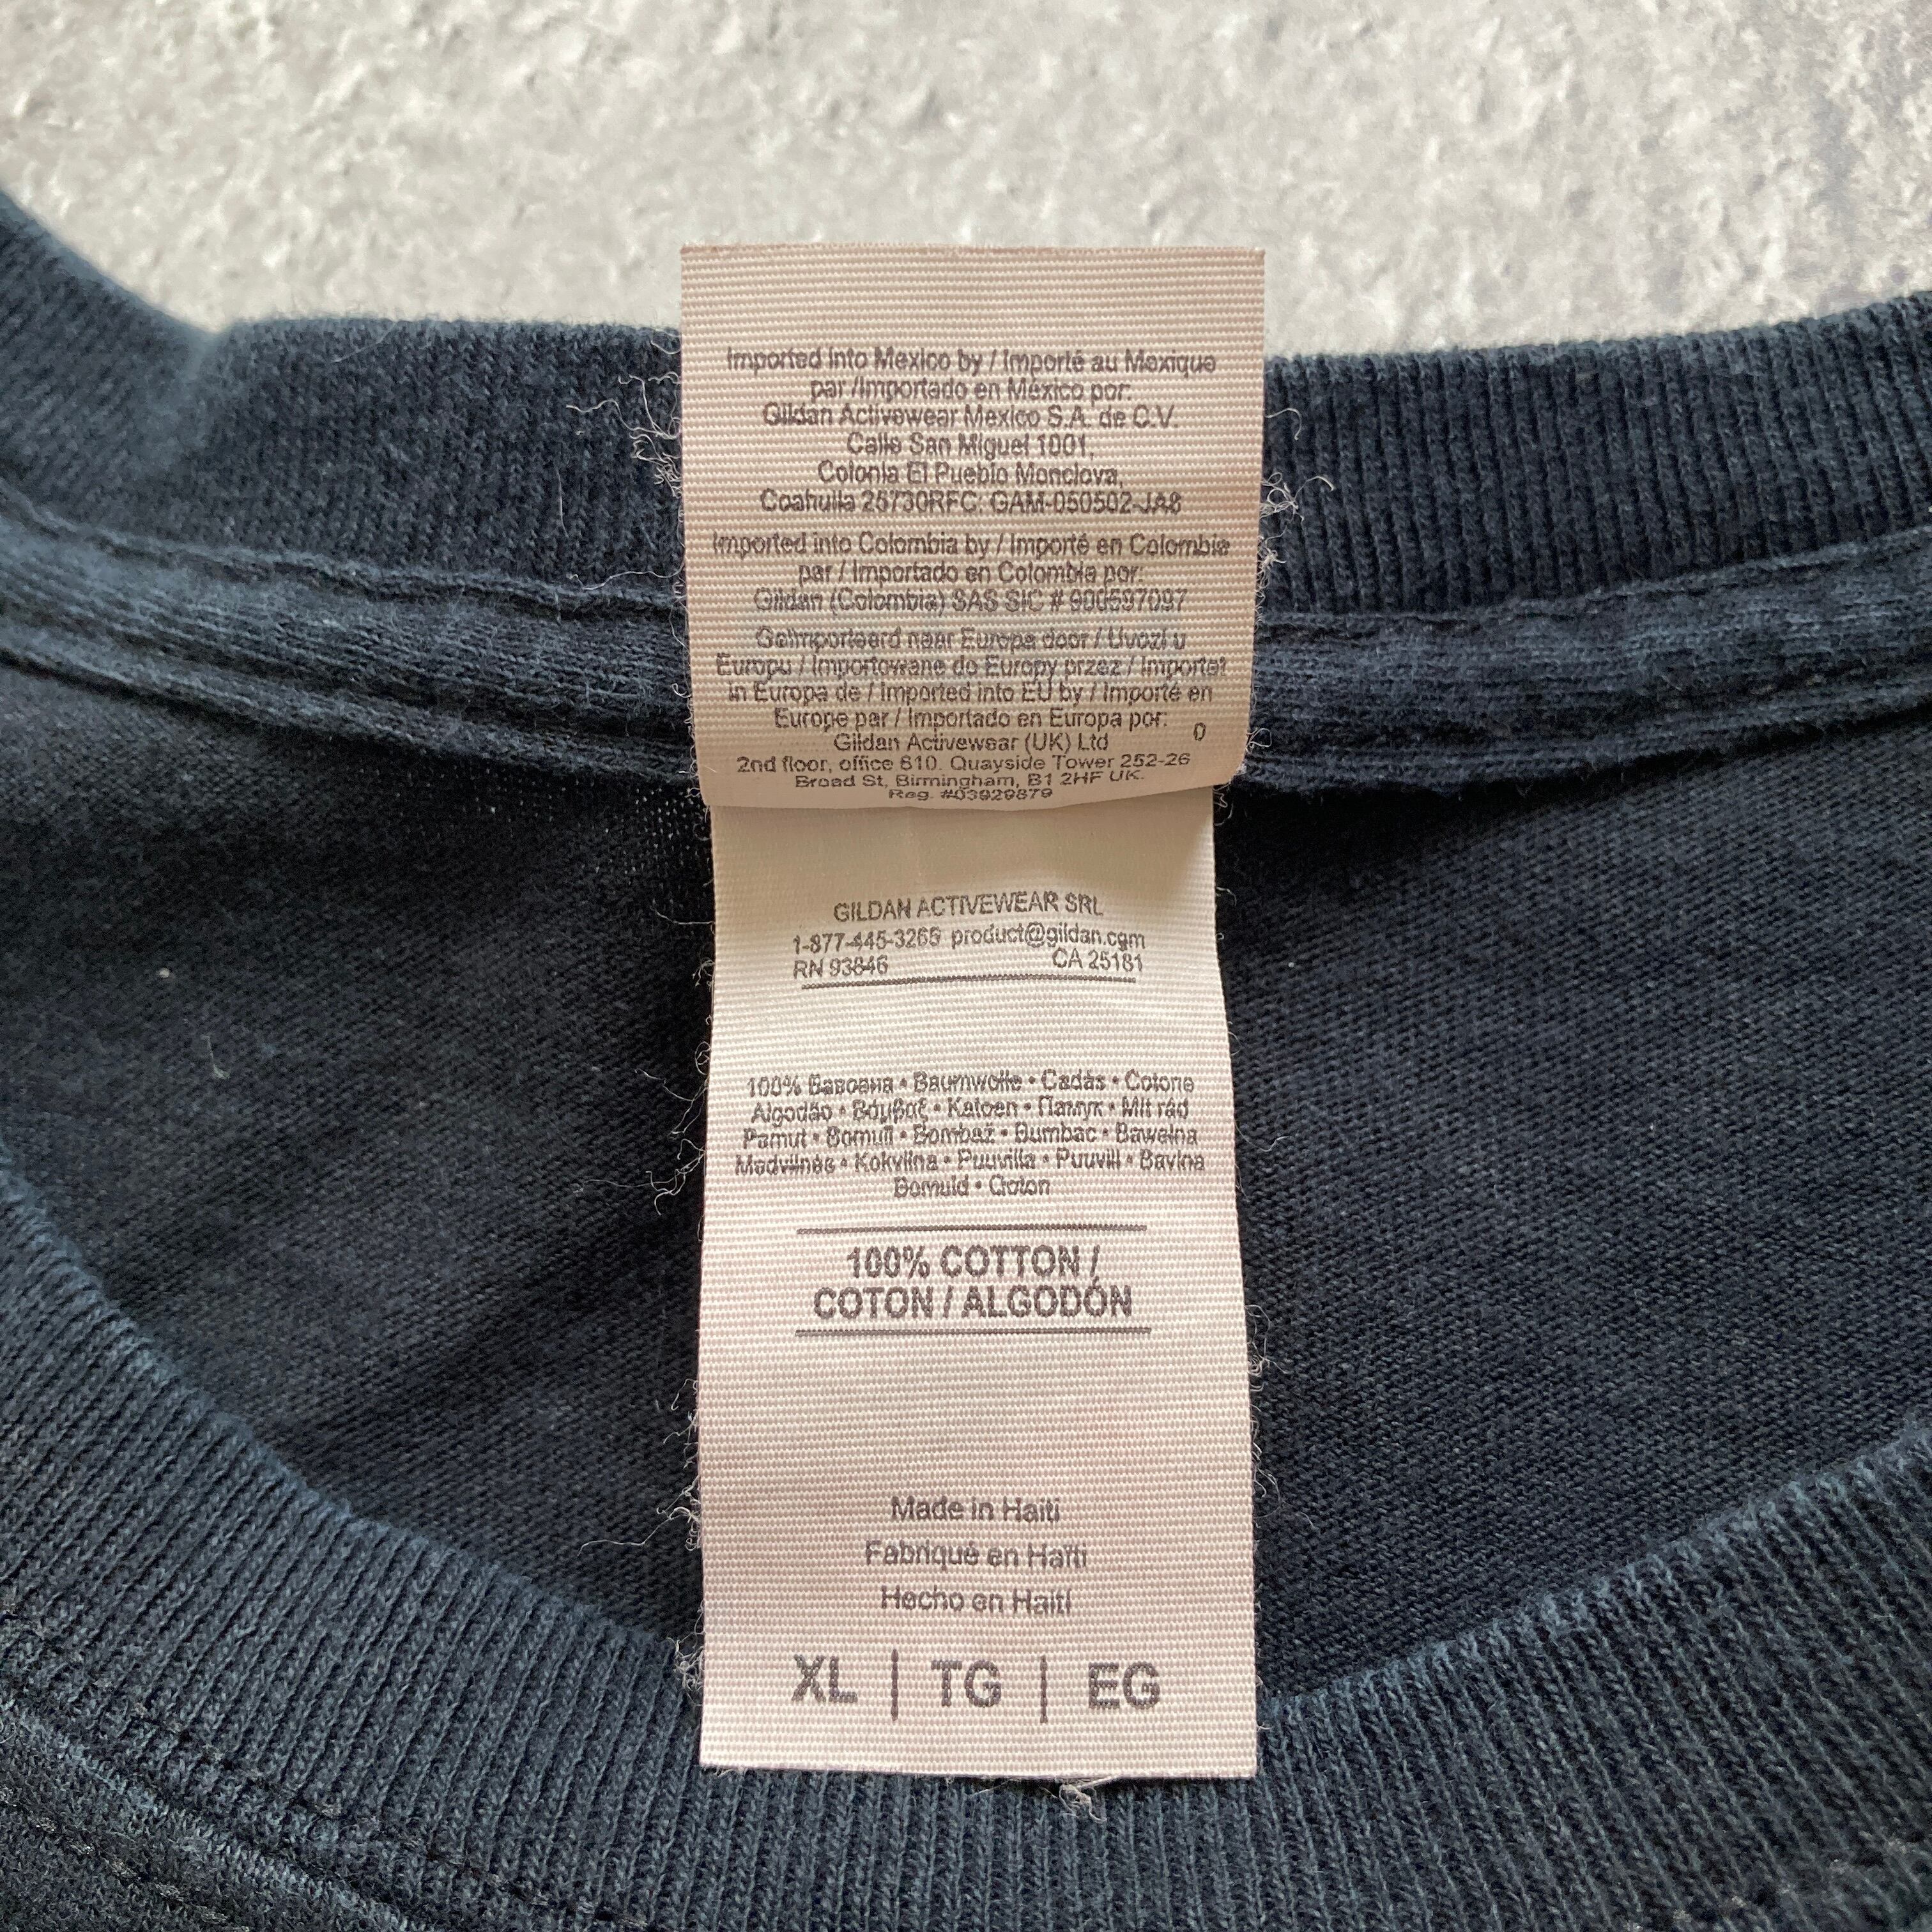 Imported into Mexico by / Importé au Mexique
par /Importado en México por:
Gildan Activewear Mexico S.A. de C.V.
Calle San Miguel 1001,
Colonia El Pueblo Monclova,
Coahuila 25730RFC: GAM-050502-JA8
Imported into Colombia by / Importé en Colombie
par / Importado en Colombia por:
Gildan (Colombia) SAS SIC # 900597097
Geïmporteerd naar Europa door / Uvozi u
Europu / Importowane do Europy przez / Importat
in Europa de / Imported into EU by / Importé en
Europe par / Importado en Europa por:
Gildan Activewear (UK) Ltd
0
2nd floor, office 610. Quayside Tower 252-26
Broad St, Birmingham, B1 2HF UK.
Reg. #03929879
GILDAN ACTIVEWEAR SRL
1-877-445-3265 product@gildan.com
RN 93846 CA 25181
100% Бавовна • Baumwolle • Cadás • Cotone
Algodão • Βάμβαξ • Katoen • Памук • Mit rád
Pamut • Bomull • Bombaž • Bumbac • Bawełna
Medvilnės • Kokvilna • Puuvilla • Puuvill • Bavlna
Bomuld • Qoton
100% COTTON /
COTON / ALGODÓN
Made in Haiti
Fabriqué en Haïti
Hecho en Haití
XL | TG | EG